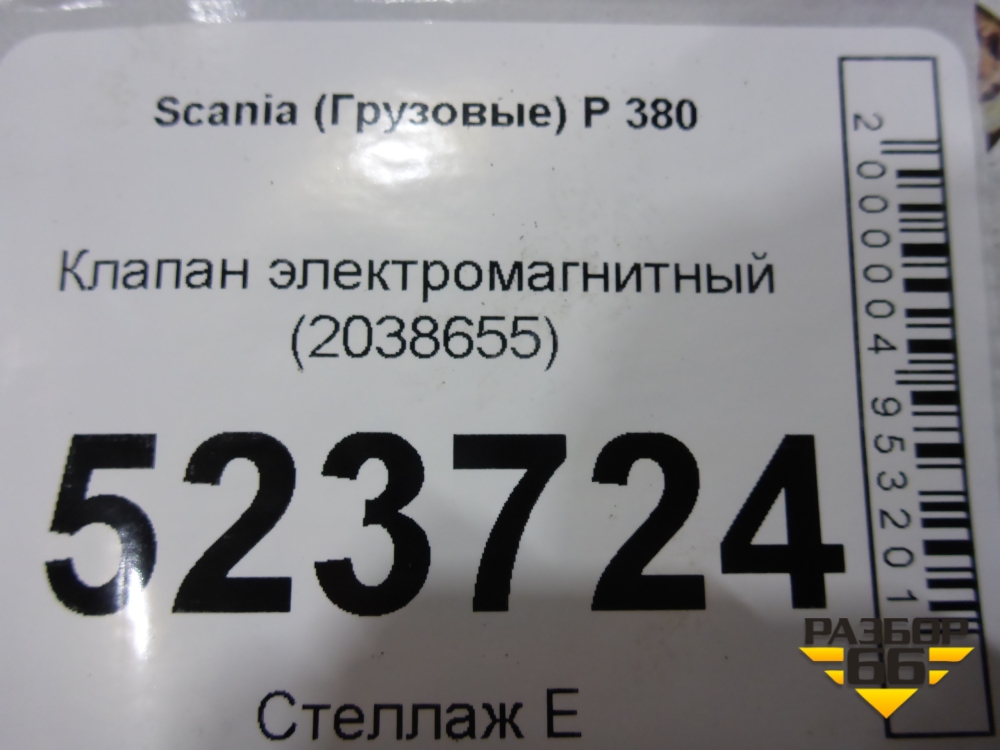 Scania (Грузовые) P 380
Клапан электромагнитный
(2038655)
523724
Стеллаж Е
2000004953201
РАЗБОР
66